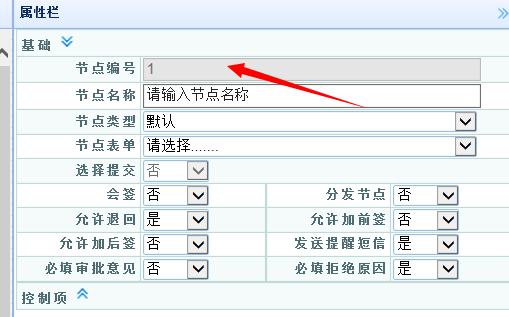 属性栏
基础
节点编号 1
节点名称 请输入节点名称
节点类型 默认
节点表单 请选择.......
选择提交 否
会签 否 分发节点 否
允许退回 是 允许加前签 否
允许加后签 否 发送提醒短信 是
必填审批意见 否 必填拒绝原因 是
控制项